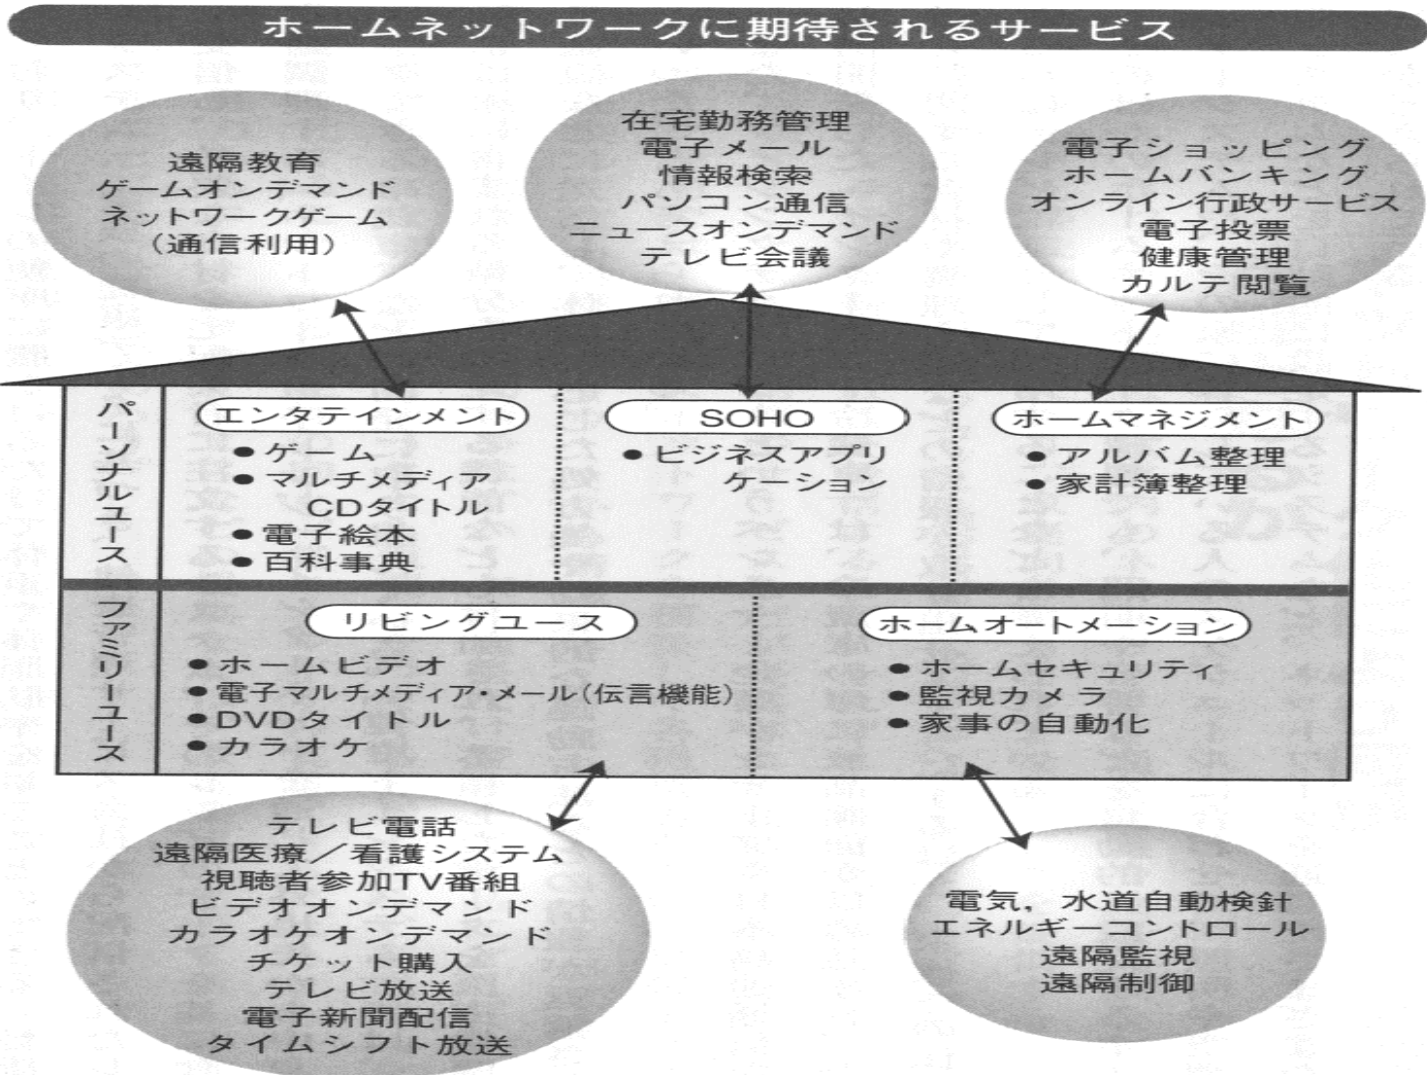 ホームネットワークに期待されるサービス
遠隔教育
ゲームオンデマンド
ネットワークゲーム
（通信利用）
在宅勤務管理
電子メール
情報検索
パソコン通信
ニュースオンデマンド
テレビ会議
電子ショッピング
ホームバンキング
オンライン行政サービス
電子投票
健康管理
カルテ閲覧
パーソナルユース
エンタテインメント
●ゲーム
●マルチメディア
CDタイトル
●電子絵本
●百科事典
SOHO
●ビジネスアプリ
ケーション
ホームマネジメント
●アルバム整理
●家計簿整理
ファミリーユース
リビングユース
●ホームビデオ
●電子マルチメディア・メール（伝言機能）
●DVDタイトル
●カラオケ
ホームオートメーション
●ホームセキュリティ
●監視カメラ
●家事の自動化
テレビ電話
遠隔医療／看護システム
視聴者参加TV番組
ビデオオンデマンド
カラオケオンデマンド
チケット購入
テレビ放送
電子新聞配信
タイムシフト放送
電気，水道自動検針
エネルギーコントロール
遠隔監視
遠隔制御